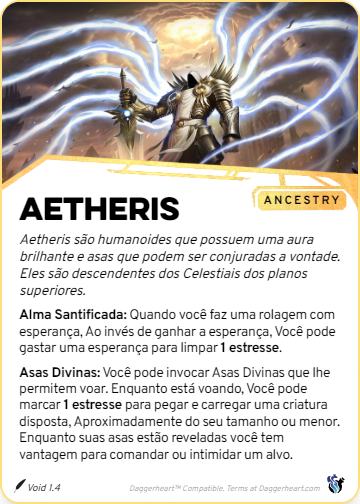 ANCESTRY
AETHERIS
Aetheris são humanoides que possuem uma aura
brilhante e asas que podem ser conjuradas a vontade.
Eles são descendentes dos Celestiais dos planos
superiores.
Alma Santificada: Quando você faz uma rolagem com
esperança, Ao invés de ganhar a esperança, Você pode
gastar uma esperança para limpar 1 estresse.
Asas Divinas: Você pode invocar Asas Divinas que lhe
permitem voar. Enquanto está voando, Você pode
marcar 1 estresse para pegar e carregar uma criatura
disposta, Aproximadamente do seu tamanho ou menor.
Enquanto suas asas estão reveladas você tem
vantagem para comandar ou intimidar um alvo.
Void 1.4
Daggerheart™ Compatible. Terms at Daggerheart.com